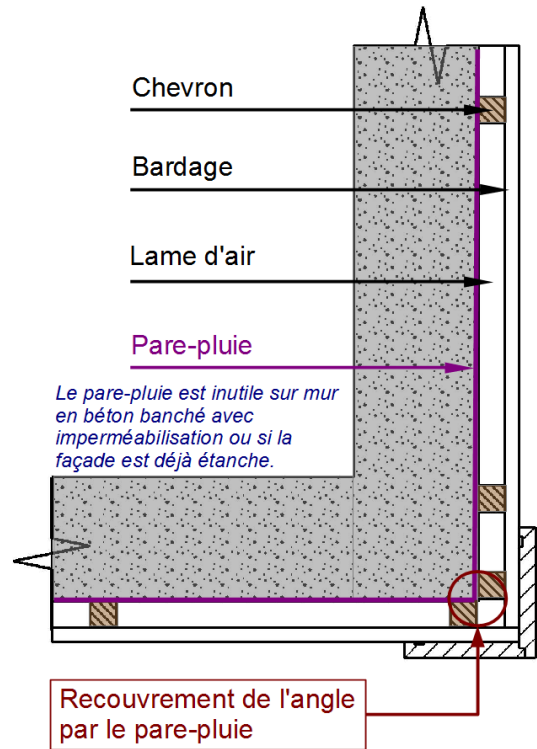 Chevron
Bardage
Lame d'air
Pare-pluie
Le pare-pluie est inutile sur mur
en béton banché avec
imperméabilisation ou si la
façade est déjà étanche.
Recouvrement de l'angle
par le pare-pluie